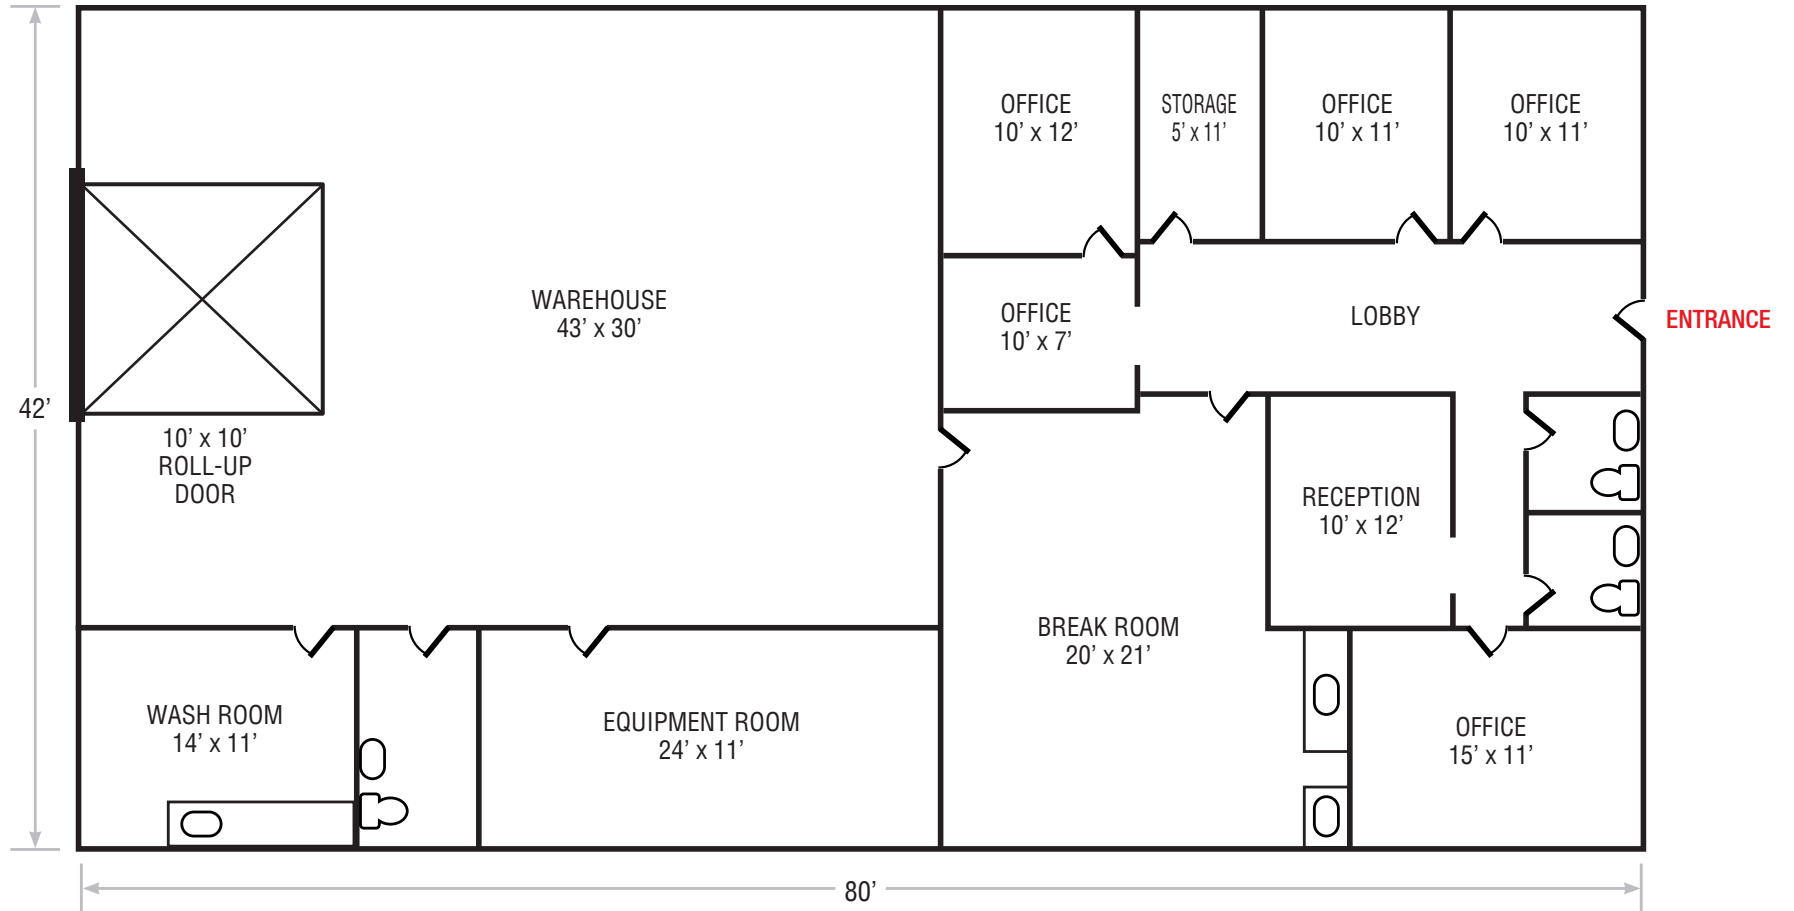 OFFICE
10’ x 12’
STORAGE
5’ x 11’
OFFICE
10’ x 11’
OFFICE
10’ x 11’
WAREHOUSE
43’ x 30’
OFFICE
10’ x 7’
LOBBY
ENTRANCE
42’
10’ x 10’
ROLL-UP
DOOR
RECEPTION
10’ x 12’
BREAK ROOM
20’ x 21’
WASH ROOM
14’ x 11’
EQUIPMENT ROOM
24’ x 11’
OFFICE
15’ x 11’
80’